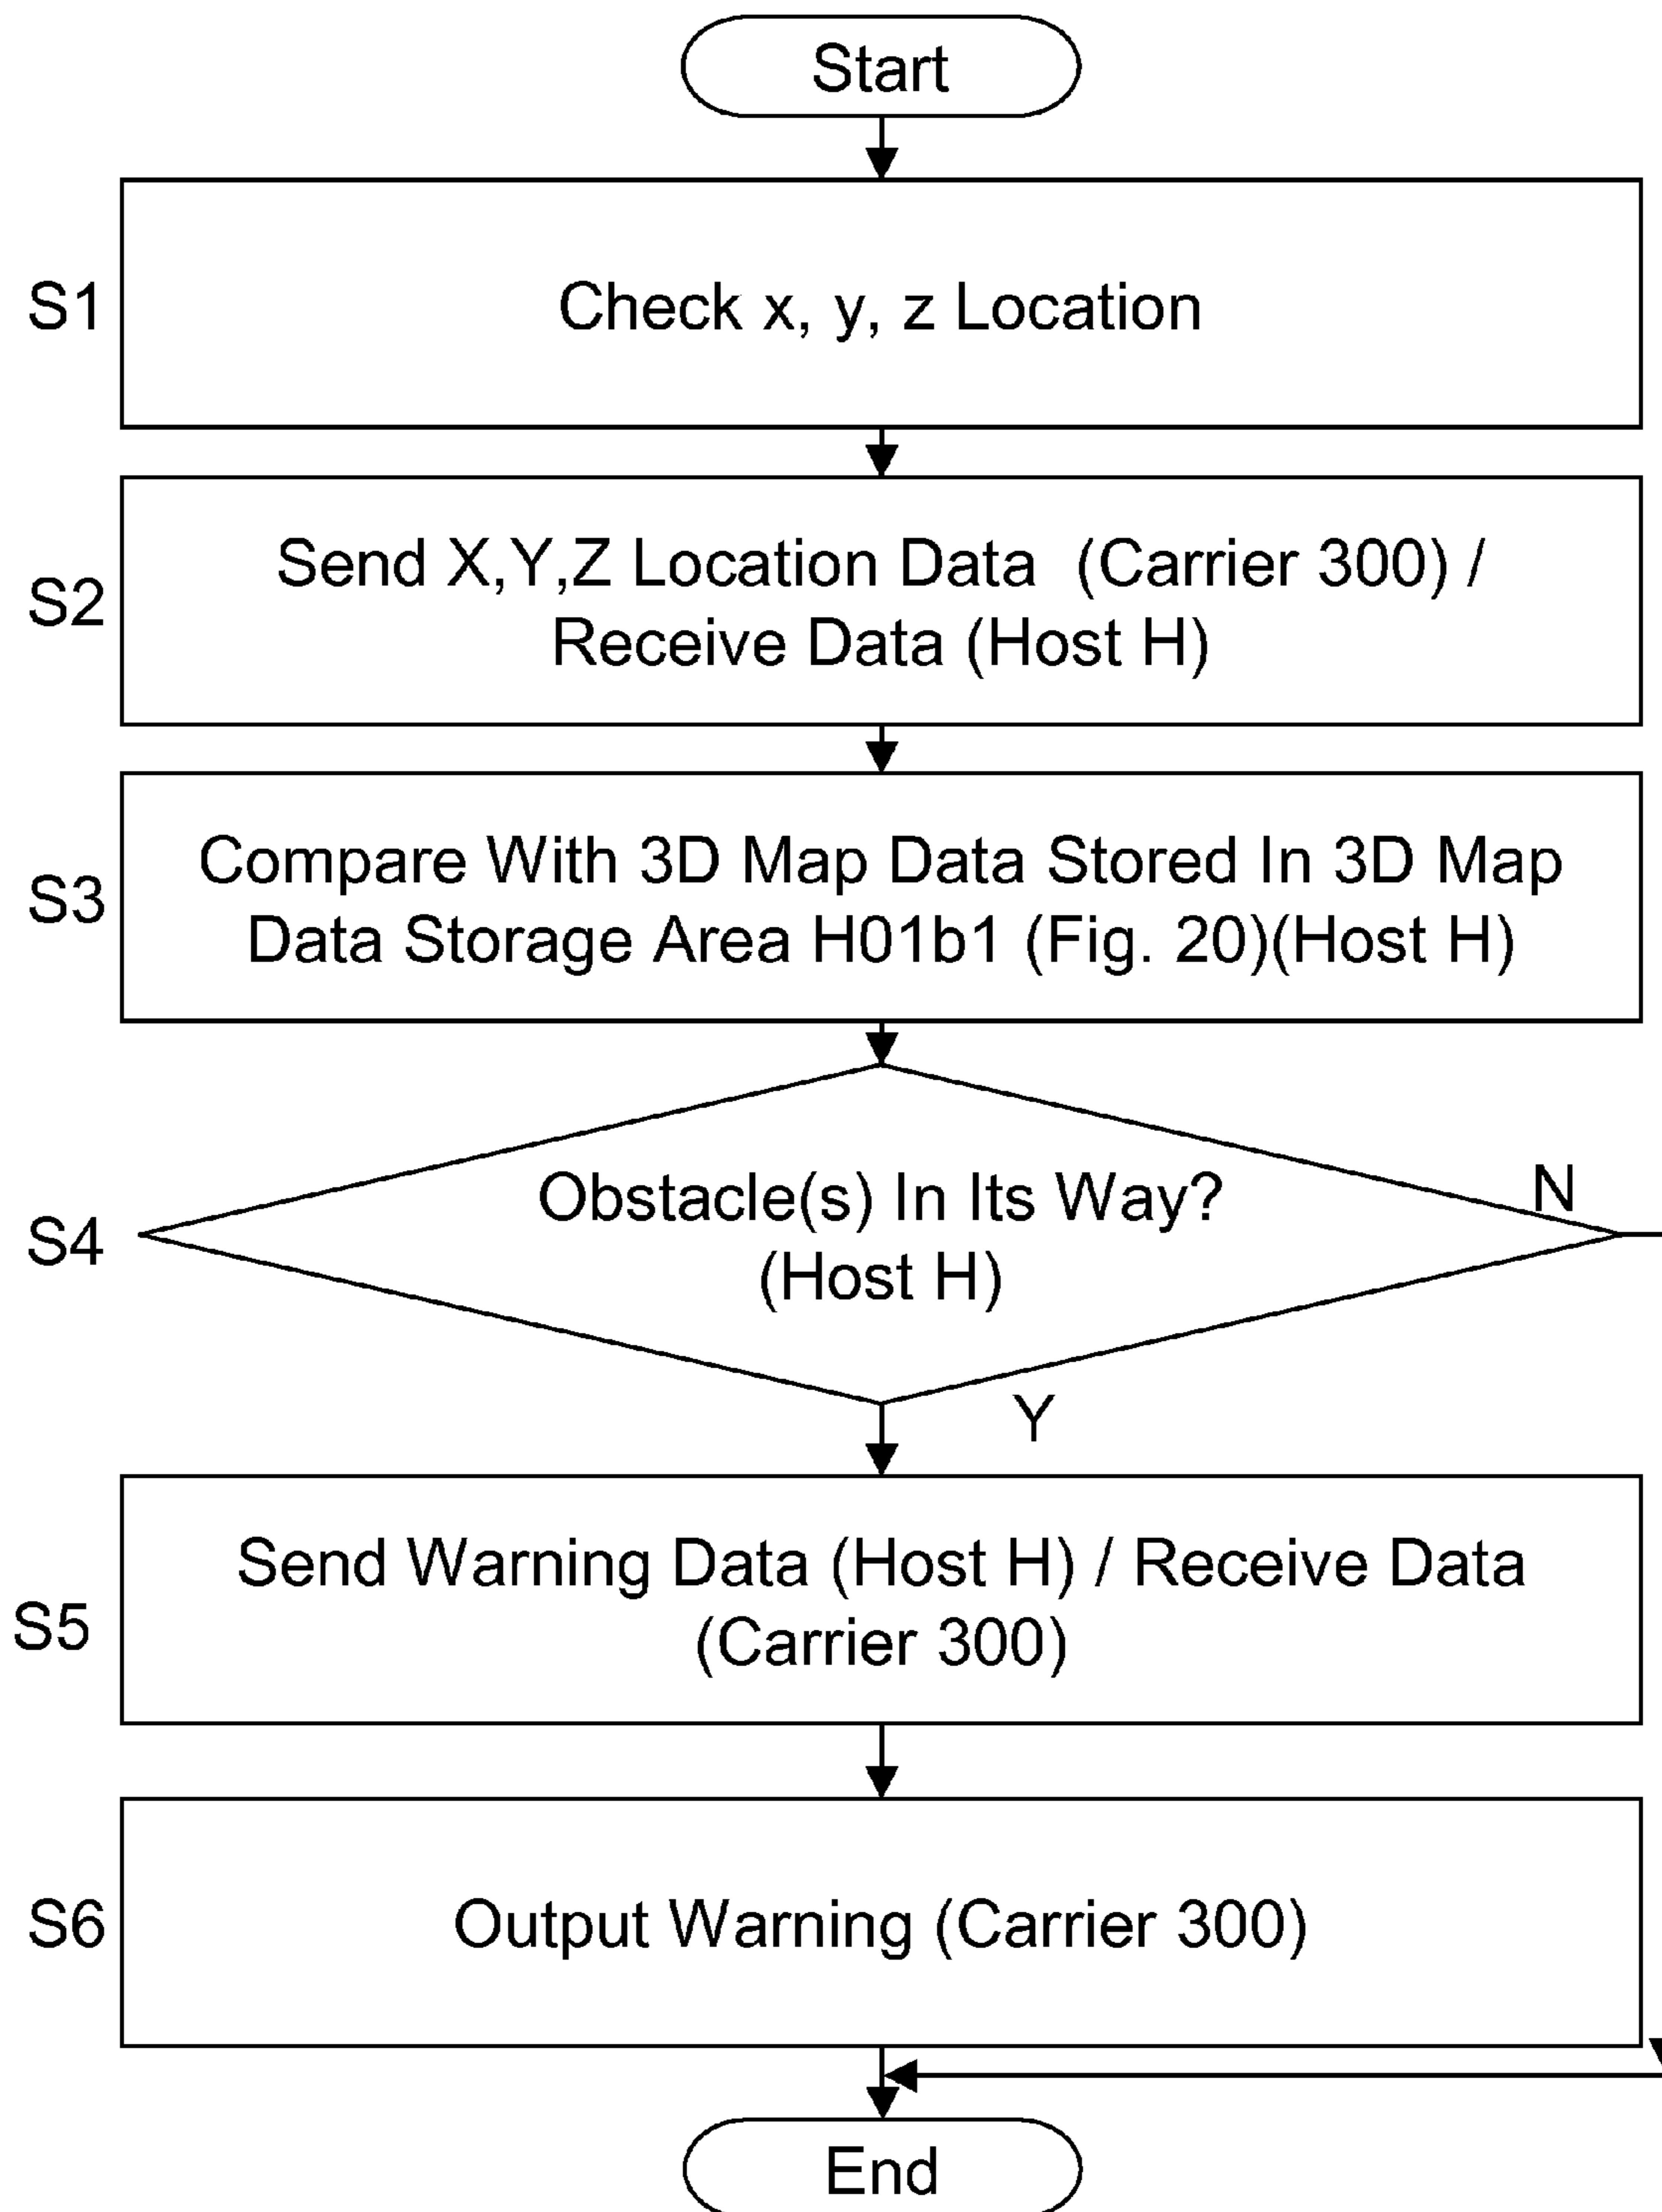 Start
S1
Check x, y, z Location
S2
Send X,Y,Z Location Data  (Carrier 300) /
Receive Data (Host H)
S3
Compare With 3D Map Data Stored In 3D Map
Data Storage Area H01b1 (Fig. 20)(Host H)
S4
Obstacle(s) In Its Way?
(Host H)
N
Y
S5
Send Warning Data (Host H) / Receive Data
(Carrier 300)
S6
Output Warning (Carrier 300)
End